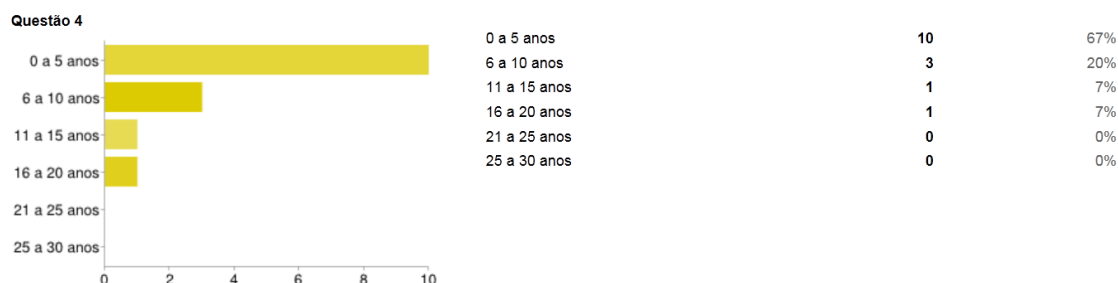 Questão 4
0 a 5 anos
6 a 10 anos
11 a 15 anos
16 a 20 anos
21 a 25 anos
25 a 30 anos
0 2 4 6 8 10
0 a 5 anos 10 67%
6 a 10 anos 3 20%
11 a 15 anos 1 7%
16 a 20 anos 1 7%
21 a 25 anos 0 0%
25 a 30 anos 0 0%